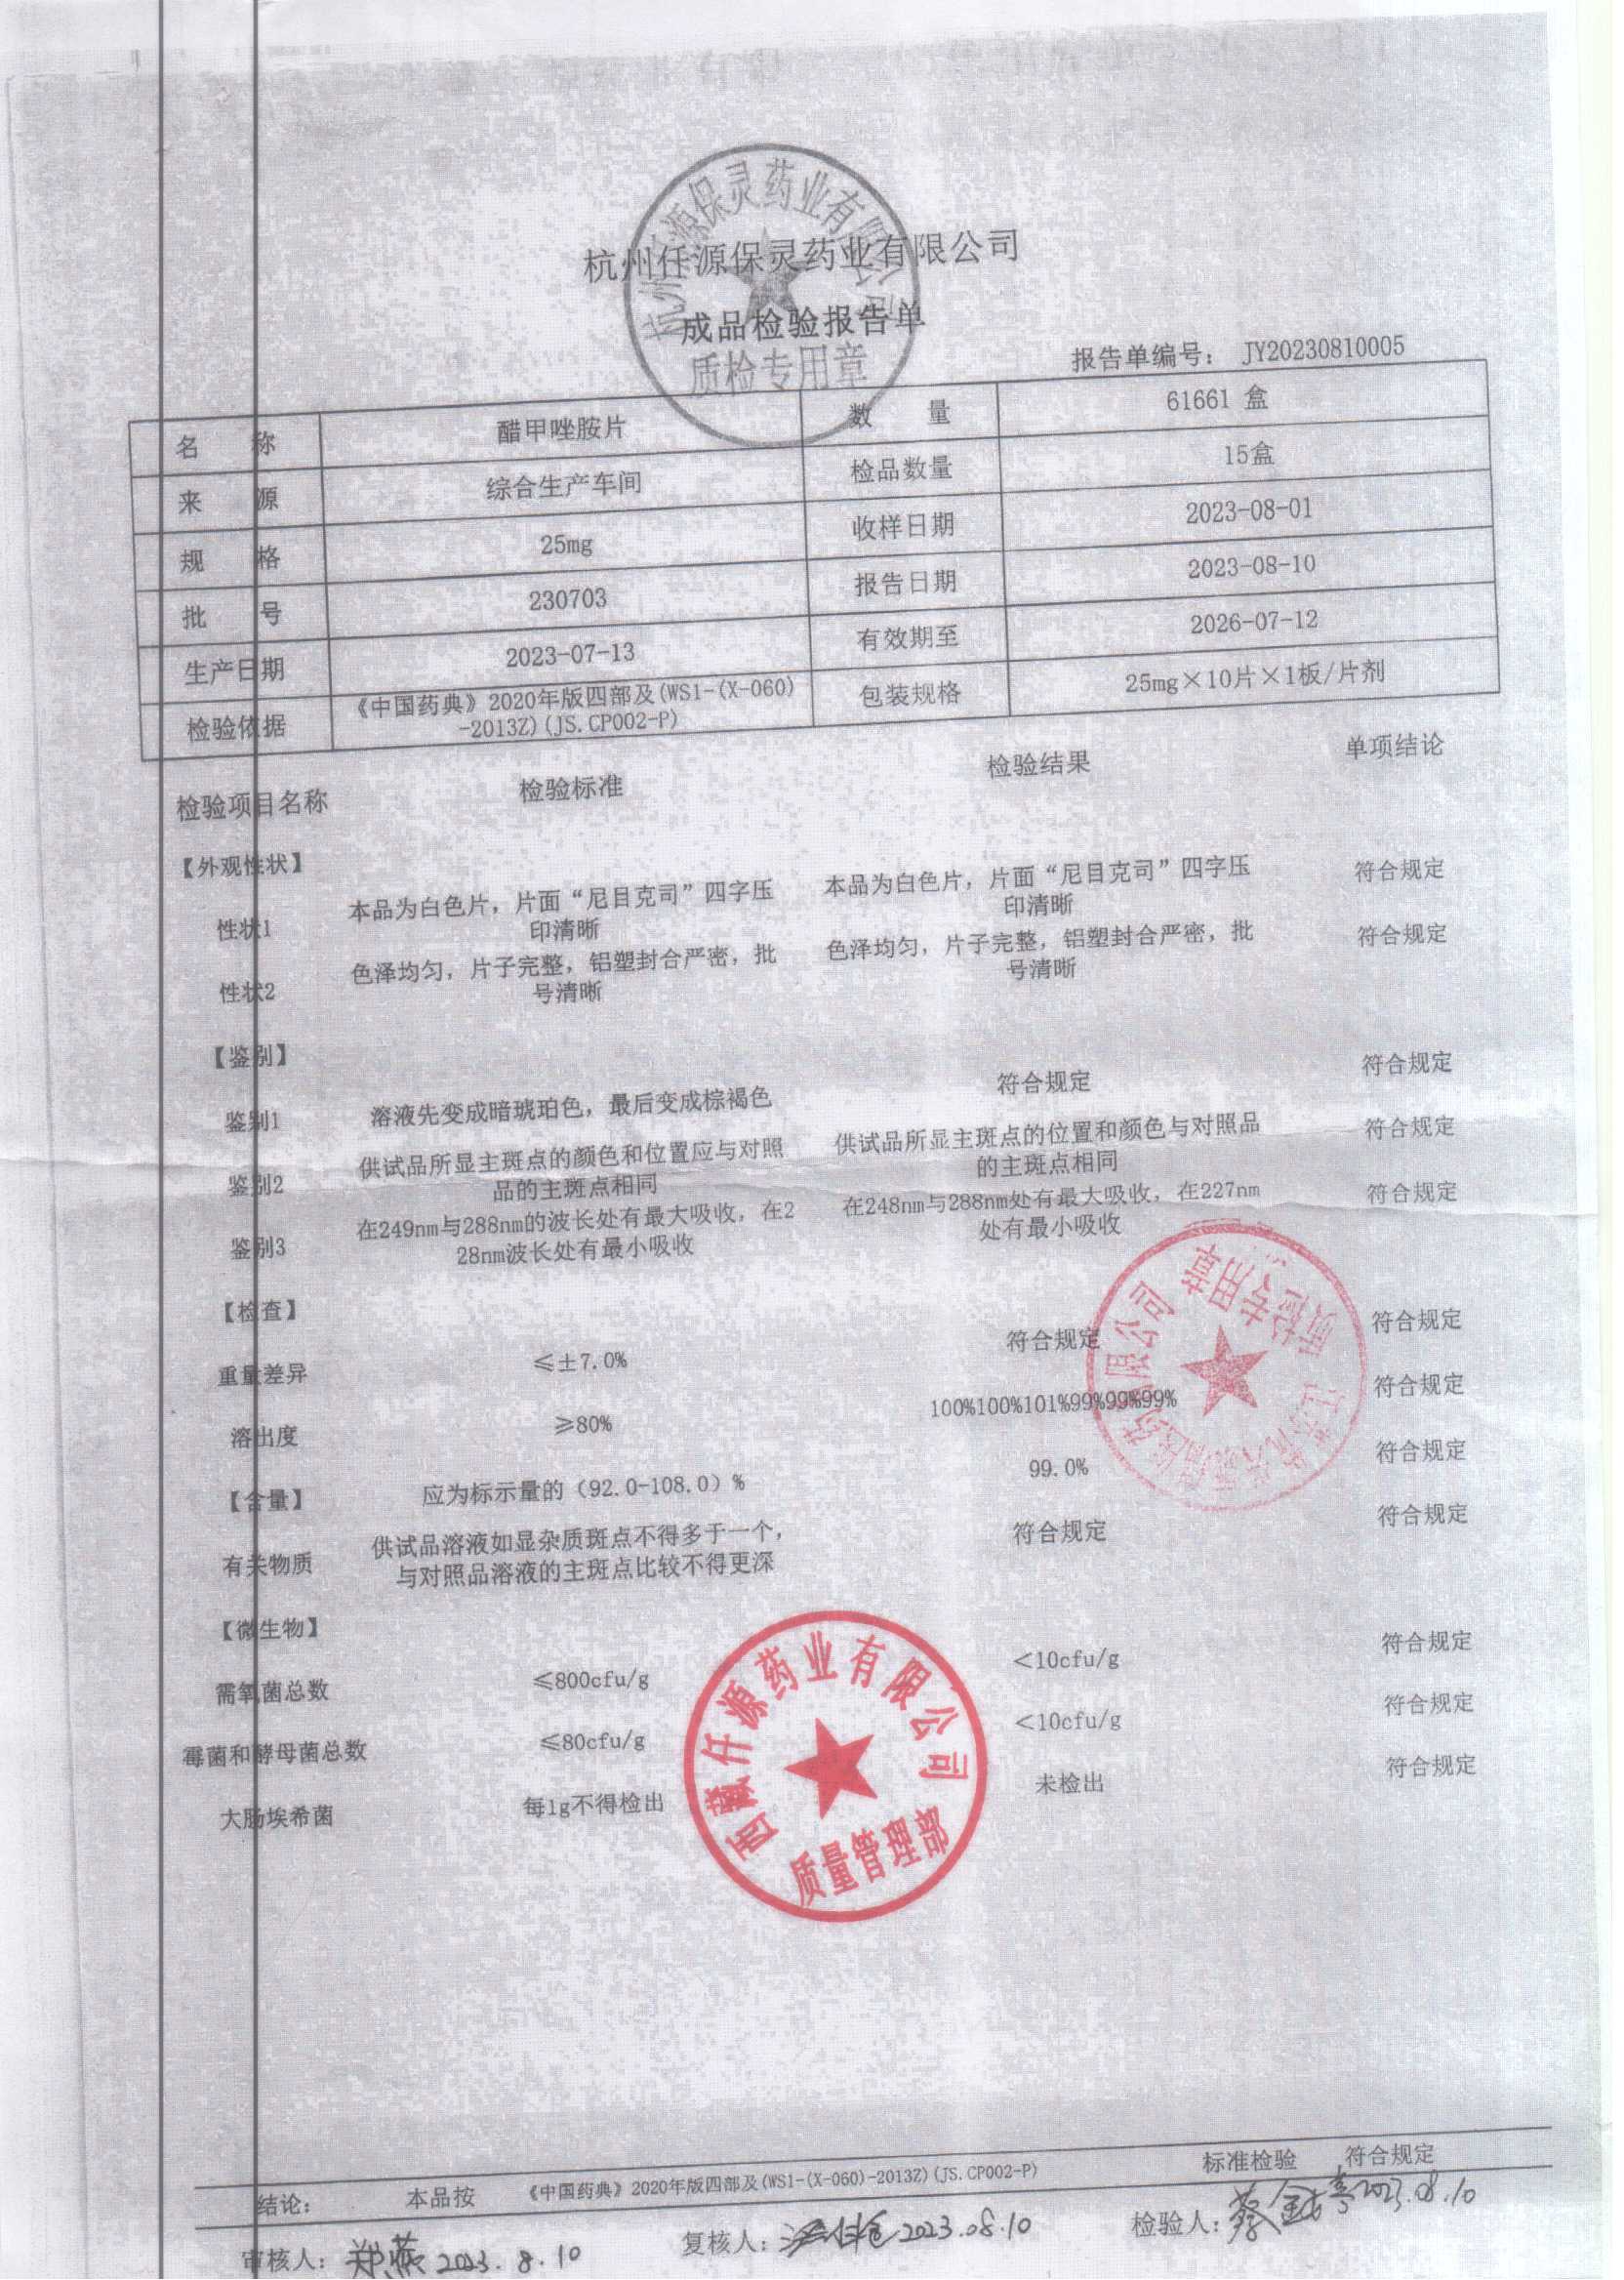 杭州仟源保灵药业有限公司
成品检验报告单
质检专用章
报告单编号： JY20230810005
名 称 醋甲唑胺片 数 量 61661 盒
来 源 综合生产车间 检品数量 15盒
规 格 25mg 收样日期 2023-08-01
批 号 230703 报告日期 2023-08-10
生产日期 2023-07-13 有效期至 2026-07-12
检验依据 《中国药典》2020年版四部及(WS1-(X-060)
-2013Z)(JS.CP002-P) 包装规格 25mg×10片×1板/片剂
检验项目名称 检验标准 检验结果 单项结论
【外观性状】
性状1 本品为白色片，片面“尼目克司”四字压 本品为白色片，片面“尼目克司”四字压 符合规定
印清晰 印清晰
性状2 色泽均匀，片子完整，铝塑封合严密，批 色泽均匀，片子完整，铝塑封合严密，批 符合规定
号清晰 号清晰
【鉴别】
鉴别1 溶液先变成暗琥珀色，最后变成棕褐色 符合规定 符合规定
鉴别2 供试品所显主斑点的颜色和位置应与对照 供试品所显主斑点的位置和颜色与对照品 符合规定
品的主斑点相同 的主斑点相同
鉴别3 在249nm与288nm的波长处有最大吸收，在2 在248nm与288nm处有最大吸收，在227nm 符合规定
28nm波长处有最小吸收 处有最小吸收
【检查】
重量差异 ≤±7.0% 符合规定 符合规定
溶出度 ≥80% 100%100%101%99%99%99% 符合规定
【含量】 应为标示量的（92.0-108.0）% 99.0% 符合规定
有关物质 供试品溶液如显杂质斑点不得多于一个， 符合规定 符合规定
与对照品溶液的主斑点比较不得更深
【微生物】
需氧菌总数 ≤800cfu/g <10cfu/g 符合规定
霉菌和酵母菌总数 ≤80cfu/g <10cfu/g 符合规定
大肠埃希菌 每1g不得检出 未检出 符合规定
质检专用章
西藏仟源药业有限公司
质量管理部
结论： 本品按 《中国药典》2020年版四部及(WS1-(X-060)-2013Z)(JS.CP002-P) 标准检验 符合规定
审核人： 2023.8.10 复核人： 2023.08.10 检验人： 2023.08.10